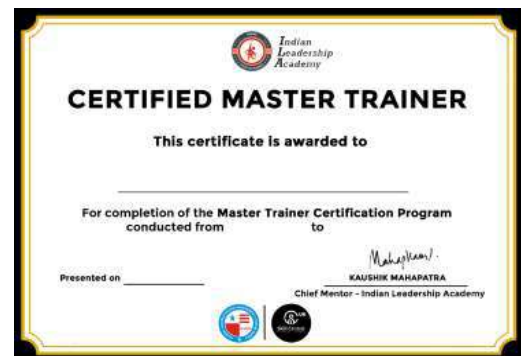 Indian
Leadership
Academy
CERTIFIED MASTER TRAINER
This certificate is awarded to
For completion of the Master Trainer Certification Program
conducted from to
Presented on
KAUSHIK MAHAPATRA
Chief Mentor - Indian Leadership Academy